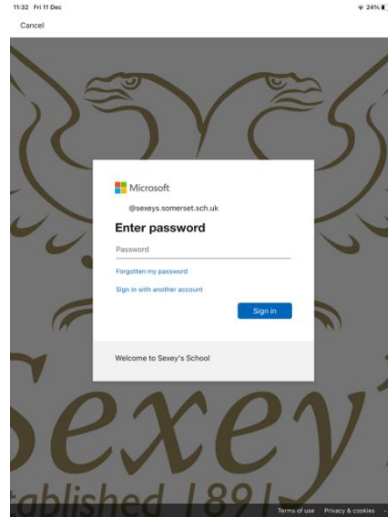 11:32 Fri 11 Dec
24%
Cancel
Microsoft
@sexeys.somerset.sch.uk
Enter password
Password
Forgotten my password
Sign in with another account
Sign in
Welcome to Sexey's School
Sexey'
tablished 1891
Terms of use Privacy & cookies